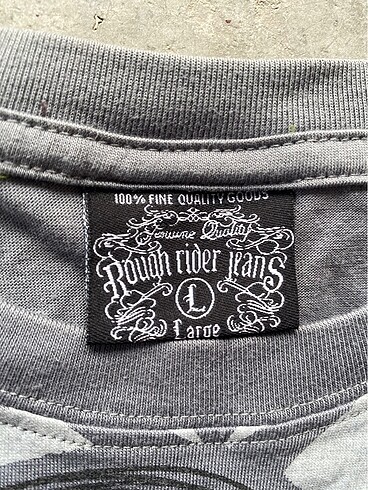 100% FINE QUALITY GOODS
Genuine Quality
Rough rider jeans
L
Large